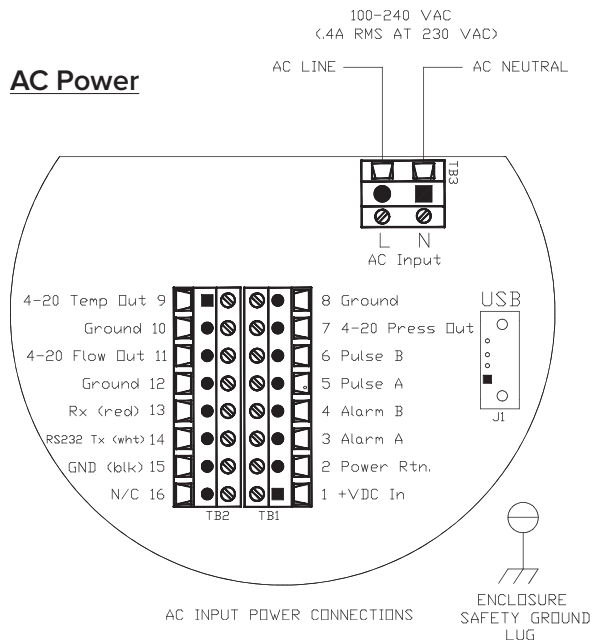 100-240 VAC
(.4A RMS AT 230 VAC)
AC LINE
AC NEUTRAL
AC Power
TB3
L N
AC Input
4-20 Temp Out 9
Ground 10
4-20 Flow Out 11
Ground 12
Rx (red) 13
RS232 Tx (wht) 14
GND (blk) 15
N/C 16
8 Ground
7 4-20 Press Out
6 Pulse B
5 Pulse A
4 Alarm B
3 Alarm A
2 Power Rtn.
1 +VDC In
TB2
TB1
USB
J1
AC INPUT POWER CONNECTIONS
ENCLOSURE
SAFETY GROUND
LUG